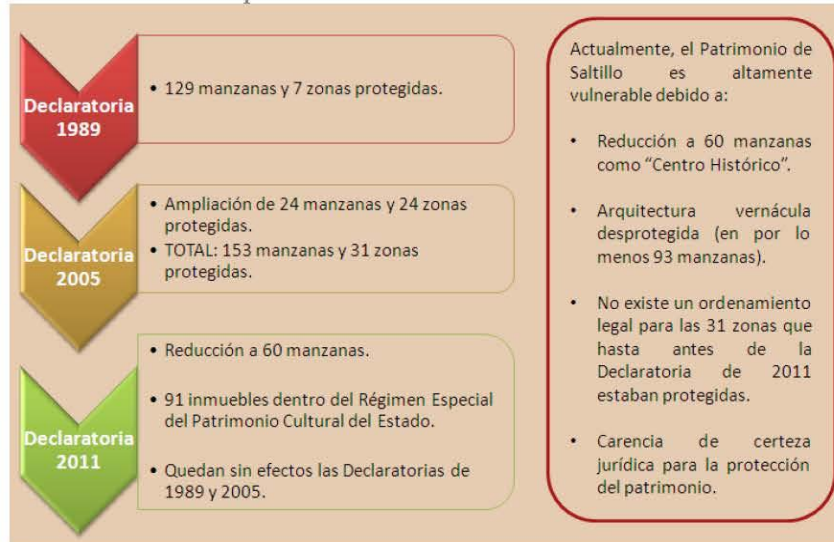 Declaratoria
1989
• 129 manzanas y 7 zonas protegidas.
Declaratoria
2005
• Ampliación de 24 manzanas y 24 zonas
protegidas.
• TOTAL: 153 manzanas y 31 zonas
protegidas.
Declaratoria
2011
• Reducción a 60 manzanas.
• 91 inmuebles dentro del Régimen Especial
del Patrimonio Cultural del Estado.
• Quedan sin efectos las Declaratorias de
1989 y 2005.
Actualmente, el Patrimonio de
Saltillo es altamente
vulnerable debido a:
• Reducción a 60 manzanas
como “Centro Histórico”.
• Arquitectura vernácula
desprotegida (en por lo
menos 93 manzanas).
• No existe un ordenamiento
legal para las 31 zonas que
hasta antes de la
Declaratoria de 2011
estaban protegidas.
• Carencia de certeza
jurídica para la protección
del patrimonio.